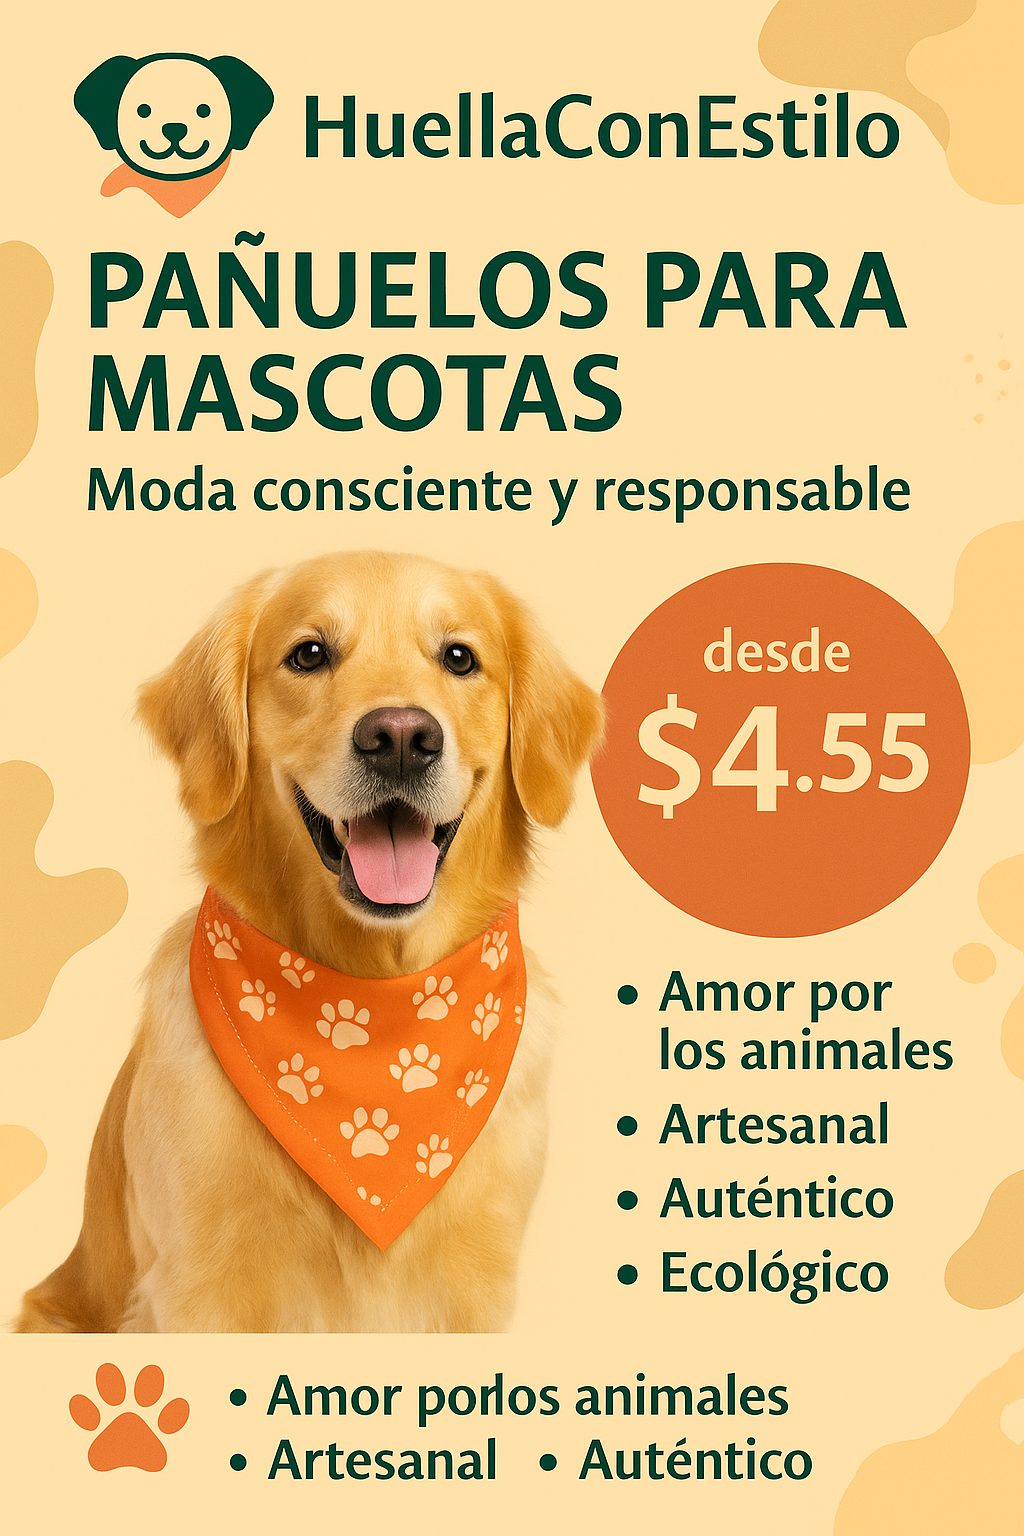 HuellaConEstilo
PAÑUELOS PARA
MASCOTAS
Moda consciente y responsable
desde
$4.55
• Amor por
los animales
• Artesanal
• Auténtico
• Ecológico
• Amor porlos animales
• Artesanal • Auténtico